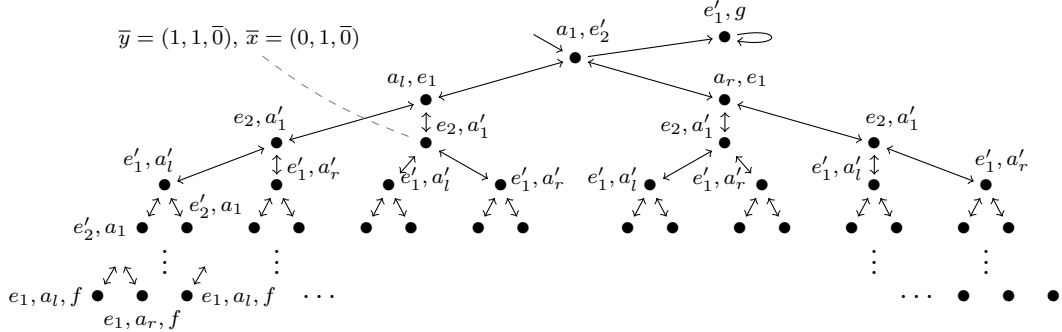 e′₁, g
a₁, e′₂
y̅ = (1, 1, 0̅), x̅ = (0, 1, 0̅)
aₗ, e₁
aᵣ, e₁
e₂, a′₁
e₂, a′₁
e₂, a′₁
e₂, a′₁
e′₁, a′ₗ
e′₁, a′ᵣ
e′₁, a′ₗ
e′₁, a′ᵣ
e′₁, a′ₗ
e′₁, a′ᵣ
e′₁, a′ₗ
e′₁, a′ᵣ
e′₂, a₁
e′₂, a₁
e₁, aₗ, f
e₁, aₗ, f
e₁, aᵣ, f